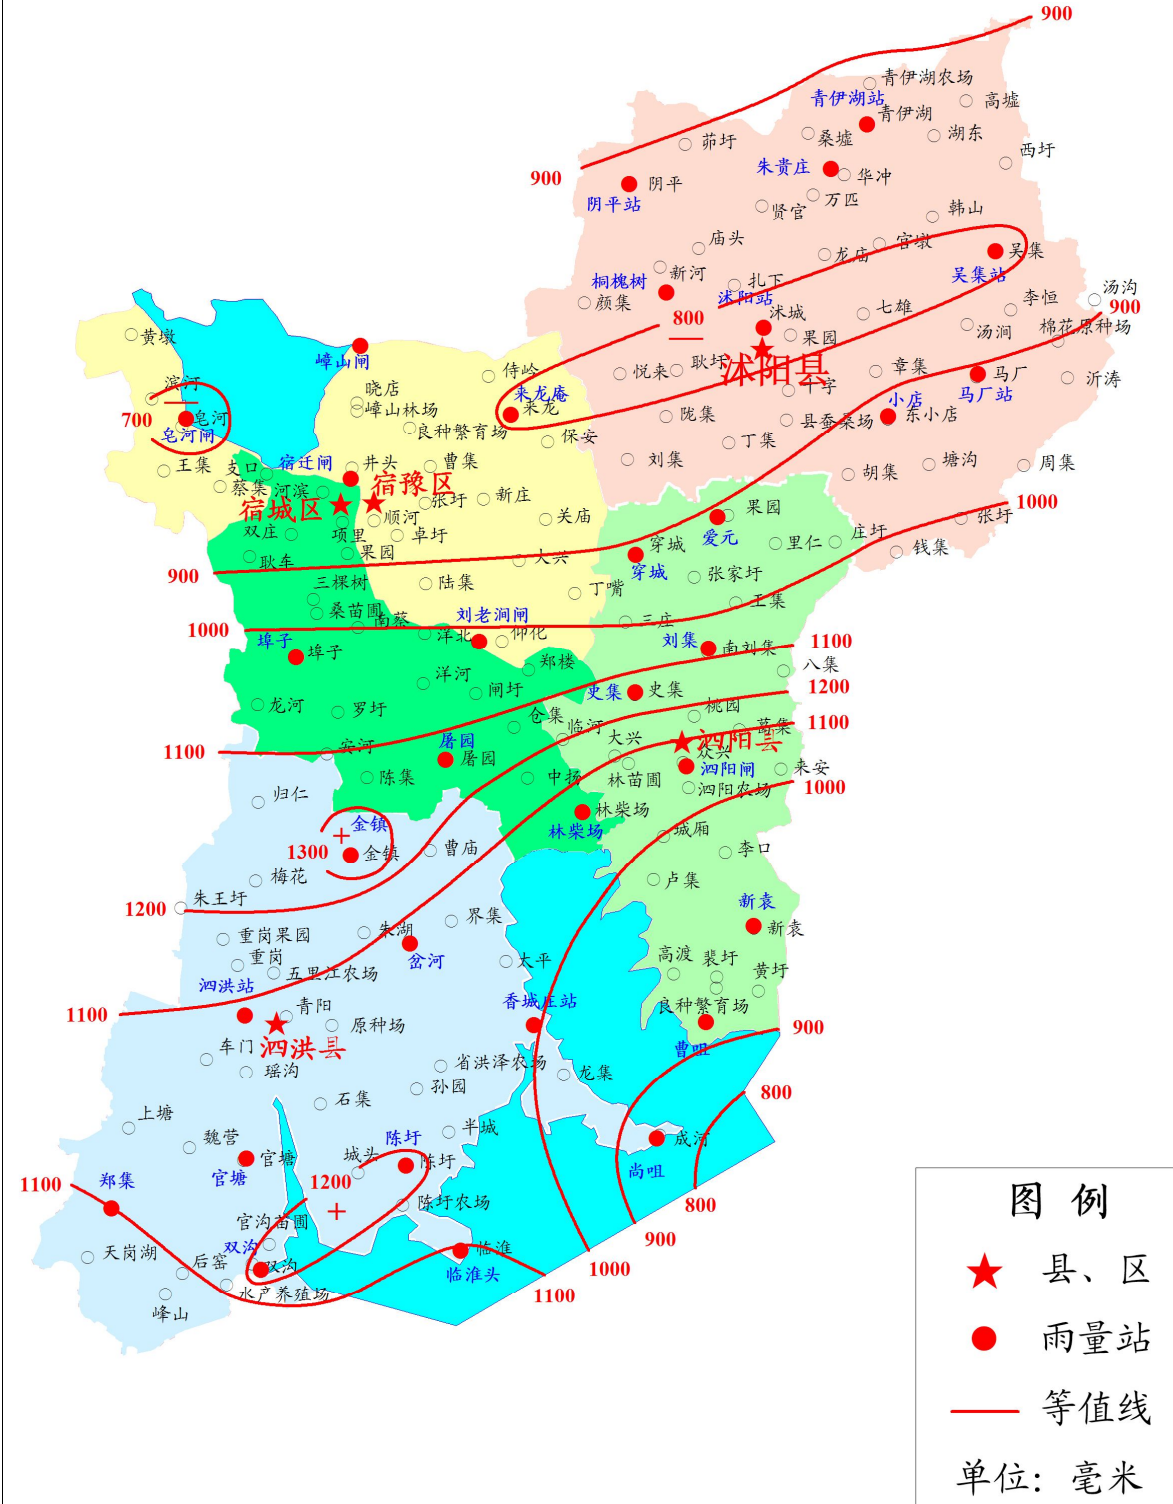 900
青伊湖农场
青伊湖站
高墟
青伊湖
桑墟
湖东
茆圩
西圩
朱贵庄
华冲
900
阴平
万匹
阴平站
贤官
韩山
庙头
宫墩
吴集
龙庙
新河
吴集站
桐槐树
扎下
沭阳站
颜集
汤沟
李恒
900
七雄
沭城
800
棉花原种场
汤涧
果园
黄墩
嶂山闸
耿圩
沭阳县
悦来
章集
马厂
沂涛
马厂站
侍岭
滨河
晓店
来龙庵
十字
小店
700
皂河
嶂山林场
来龙
陇集
县蚕桑场
东小店
皂河闸
良种繁育场
保安
丁集
王集
支口
宿迁闸
井头
曹集
刘集
胡集
塘沟
周集
蔡集
河滨
宿豫区
张圩
新庄
宿城区
1000
果园
双庄
项里
顺河
卓圩
关庙
爱元
张圩
耿车
果园
大兴
穿城
里仁
庄圩
钱集
900
穿城
三棵树
陆集
丁嘴
张家圩
桑苗圃
南蔡
刘老涧闸
王集
1000
埠子
洋北
仰化
三庄
刘集
1100
埠子
南刘集
郑楼
八集
洋河
闸圩
史集
史集
1200
龙河
罗圩
桃园
仓集
临河
葛集
1100
1100
安河
屠园
大兴
泗阳县
屠园
众兴
陈集
中扬
林苗圃
泗阳闸
来安
泗阳农场
1000
归仁
金镇
林柴场
林柴场
城厢
1300
金镇
曹庙
李口
梅花
卢集
朱王圩
1200
新袁
界集
新袁
重岗果园
朱湖
岔河
重岗
太平
高渡
裴圩
黄圩
五里江农场
泗洪站
香城庄站
良种繁育场
1100
青阳
原种场
900
泗洪县
曹咀
车门
瑶沟
省洪泽农场
龙集
孙园
800
石集
上塘
半城
魏营
陈圩
成河
官塘
官塘
城头
陈圩
尚咀
郑集
1100
1200
陈圩农场
800
官沟苗圃
900
双沟
临淮
天岗湖
后窑
双沟
临淮头
1000
水产养殖场
1100
峰山
图 例
县、区
雨量站
等值线
单位：毫米